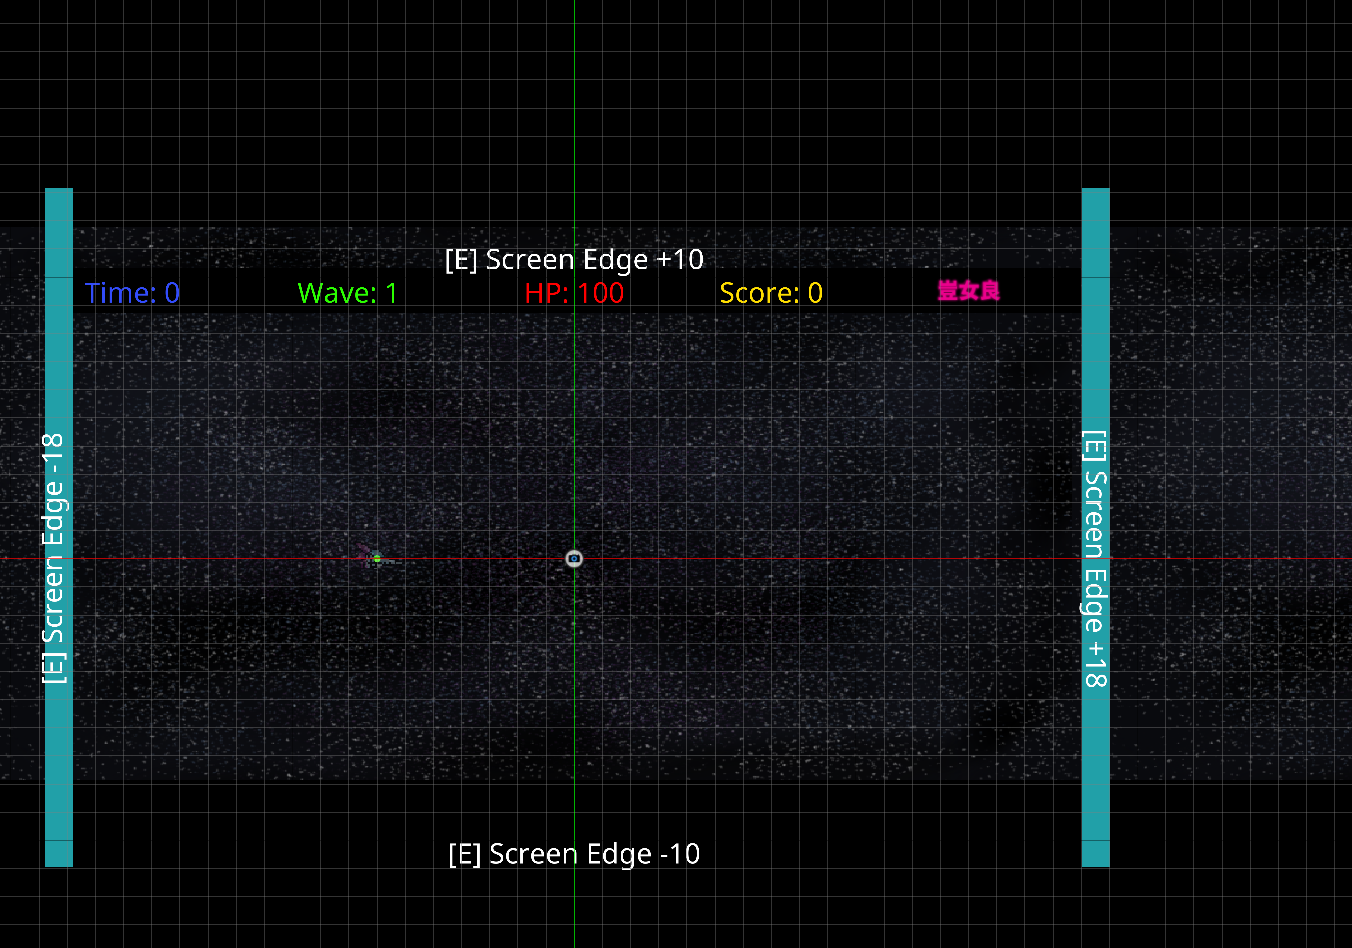 [E] Screen Edge +10
Time: 0
Wave: 1
HP: 100
Score: 0
豈女良
[E] Screen Edge -18
[E] Screen Edge +18
[E] Screen Edge -10